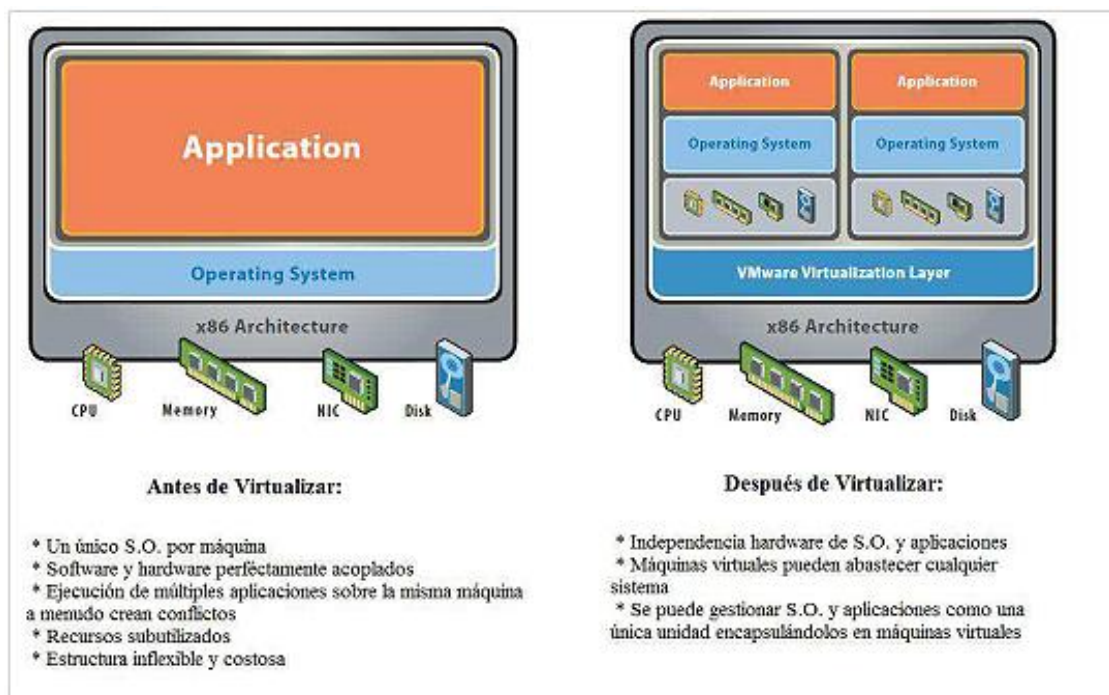 Application
Operating System
x86 Architecture
CPU
Memory
NIC
Disk
Antes de Virtualizar:
* Un único S.O. por máquina
* Software y hardware perféctamente acoplados
* Ejecución de múltiples aplicaciones sobre la misma máquina
a menudo crean conflictos
* Recursos subutilizados
* Estructura inflexible y costosa
Application
Application
Operating System
Operating System
VMware Virtualization Layer
x86 Architecture
CPU
Memory
NIC
Disk
Después de Virtualizar:
* Independencia hardware de S.O. y aplicaciones
* Máquinas virtuales pueden abastecer cualquier
sistema
* Se puede gestionar S.O. y aplicaciones como una
única unidad encapsulándolos en máquinas virtuales